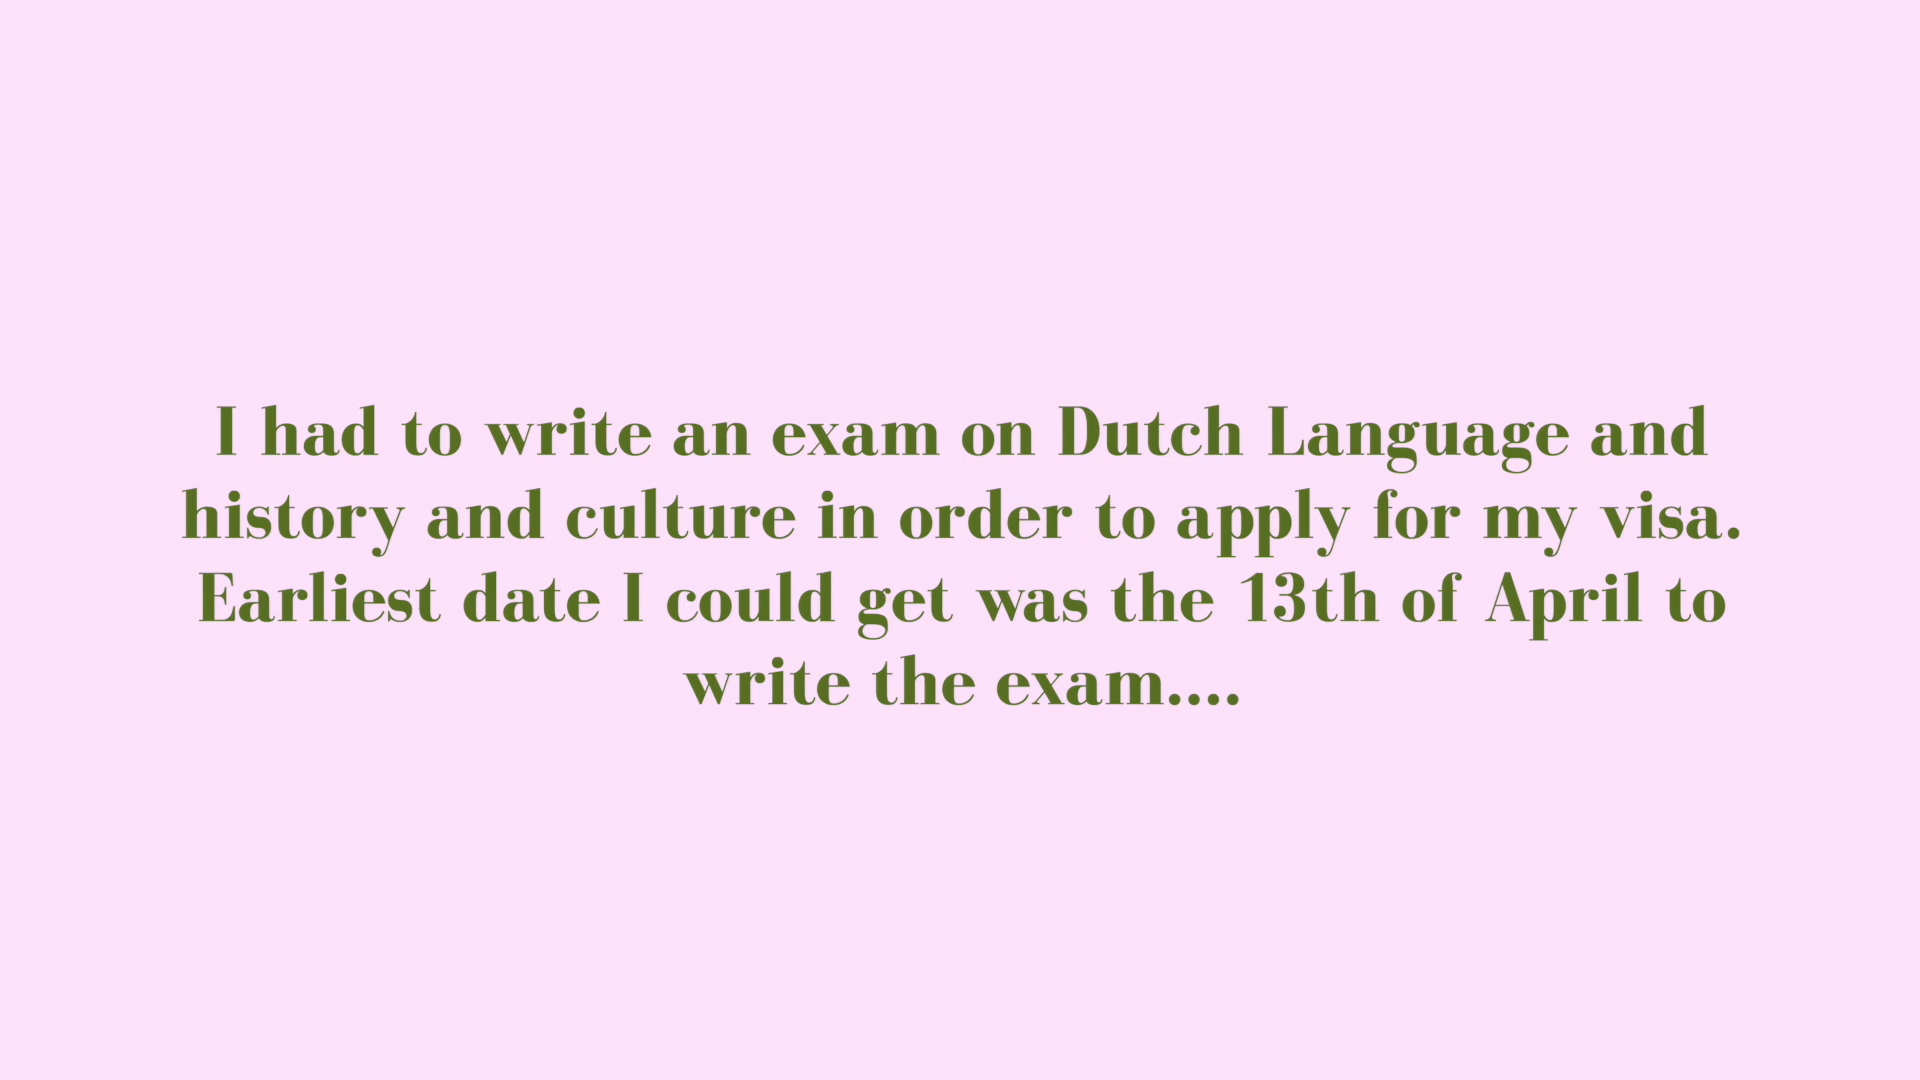 I had to write an exam on Dutch Language and
history and culture in order to apply for my visa.
Earliest date I could get was the 13th of April to
write the exam....